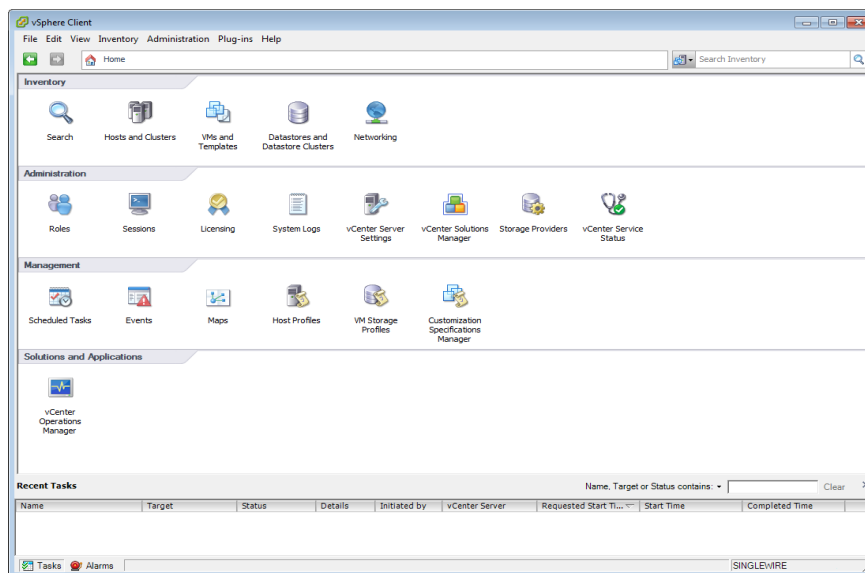 vSphere Client
File Edit View Inventory Administration Plug-ins Help
Home
Search Inventory
Inventory
Search
Hosts and Clusters
VMs and
Templates
Datastores and
Datastore Clusters
Networking
Administration
Roles
Sessions
Licensing
System Logs
vCenter Server
Settings
vCenter Solutions
Manager
Storage Providers
vCenter Service
Status
Management
Scheduled Tasks
Events
Maps
Host Profiles
VM Storage
Profiles
Customization
Specifications
Manager
Solutions and Applications
vCenter
Operations
Manager
Recent Tasks
Name, Target or Status contains:
Clear
Name Target Status Details Initiated by vCenter Server Requested Start Ti... Start Time Completed Time
Tasks Alarms
SINGLEWIRE